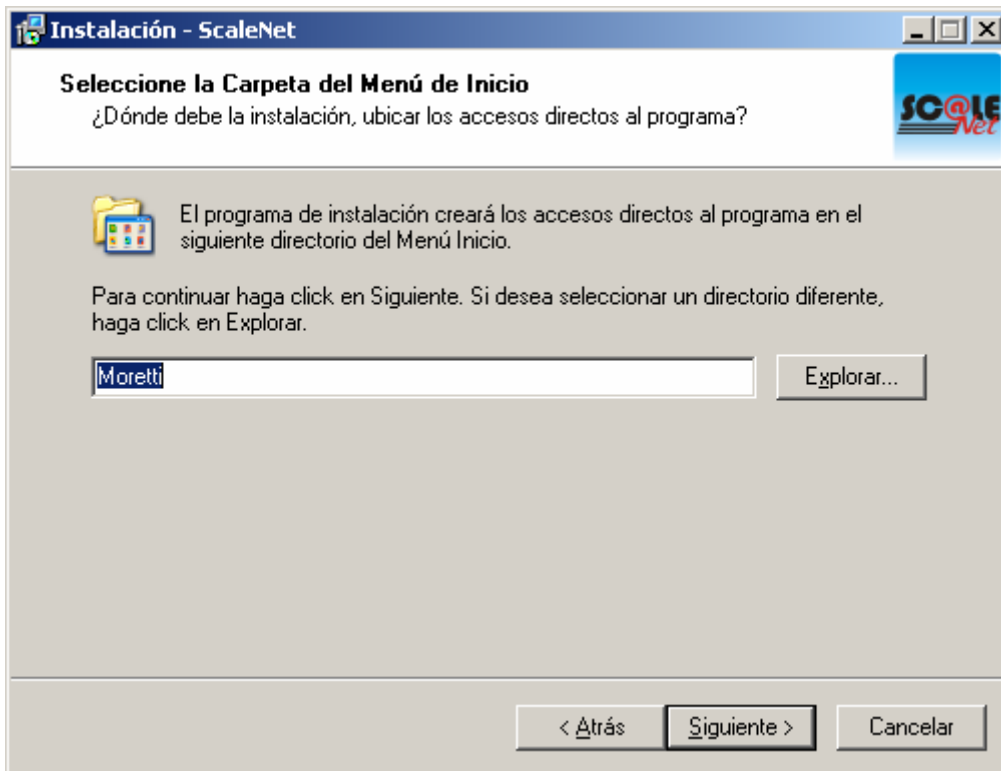 Instalación - ScaleNet
Seleccione la Carpeta del Menú de Inicio
¿Dónde debe la instalación, ubicar los accesos directos al programa?
SC@LE
Net
El programa de instalación creará los accesos directos al programa en el
siguiente directorio del Menú Inicio.
Para continuar haga click en Siguiente. Si desea seleccionar un directorio diferente,
haga click en Explorar.
Moretti
Explorar...
< Atrás
Siguiente >
Cancelar